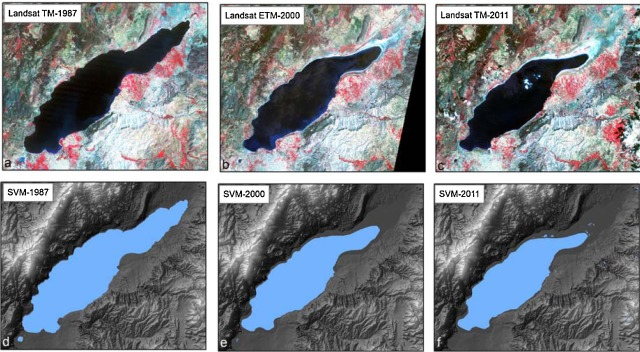 Landsat TM-1987
Landsat ETM-2000
Landsat TM-2011
a
b
c
SVM-1987
SVM-2000
SVM-2011
d
e
f